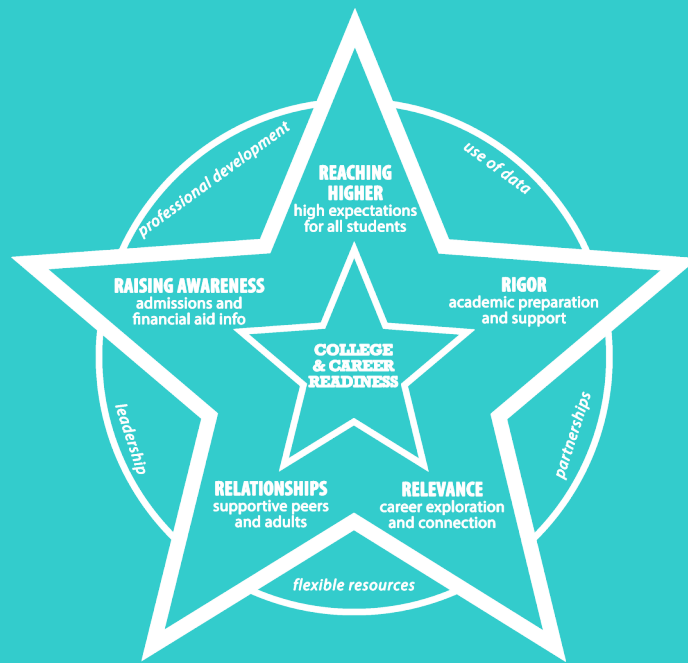 professional development
use of data
REACHING
HIGHER
high expectations
for all students
RAISING AWARENESS
admissions and
financial aid info
RIGOR
academic preparation
and support
COLLEGE
& CAREER
READINESS
leadership
partnerships
RELATIONSHIPS
supportive peers
and adults
RELEVANCE
career exploration
and connection
flexible resources